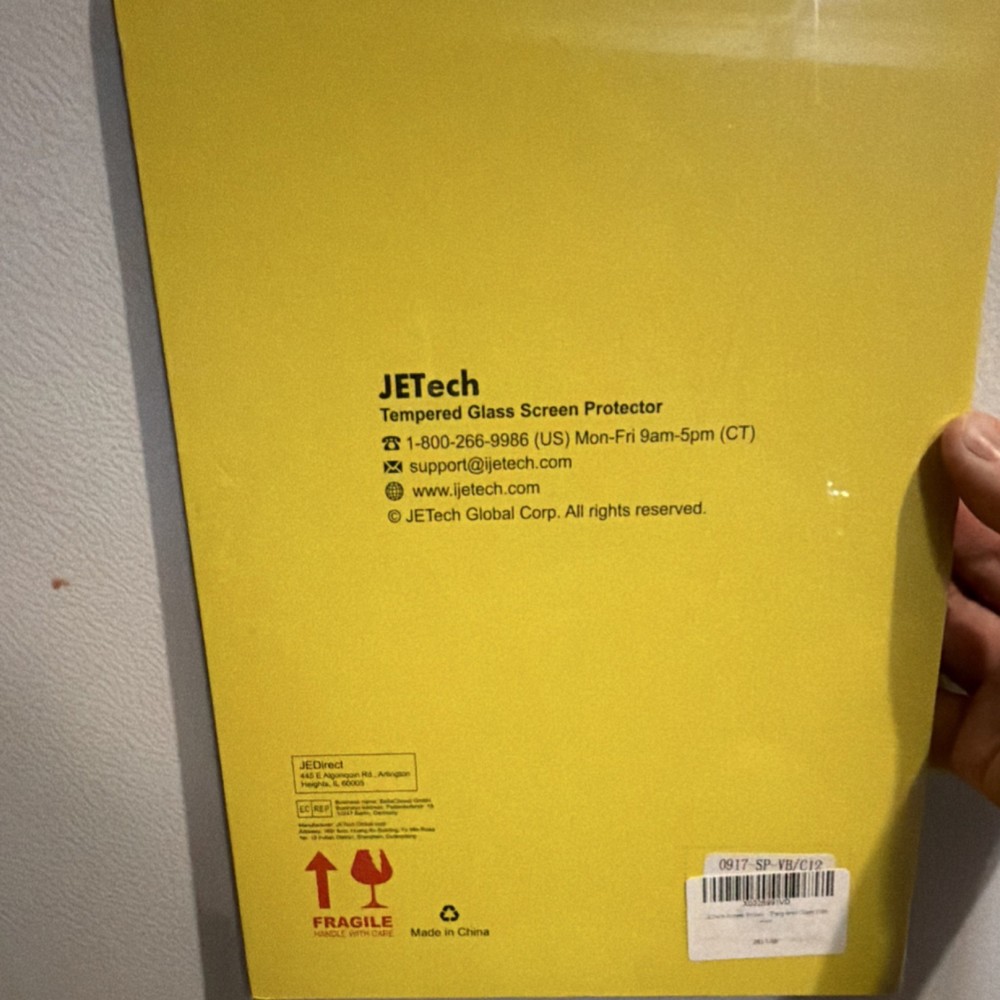 JETech
Tempered Glass Screen Protector
1-800-266-9986 (US) Mon-Fri 9am-5pm (CT)
support@ijetech.com
www.ijetech.com
© JETech Global Corp. All rights reserved.
JEDirect
445 E Algonquin Rd., Arlington
Heights, IL 60005
EC REP
FRAGILE
HANDLE WITH CARE
Made in China
0917-SP-VB/C12